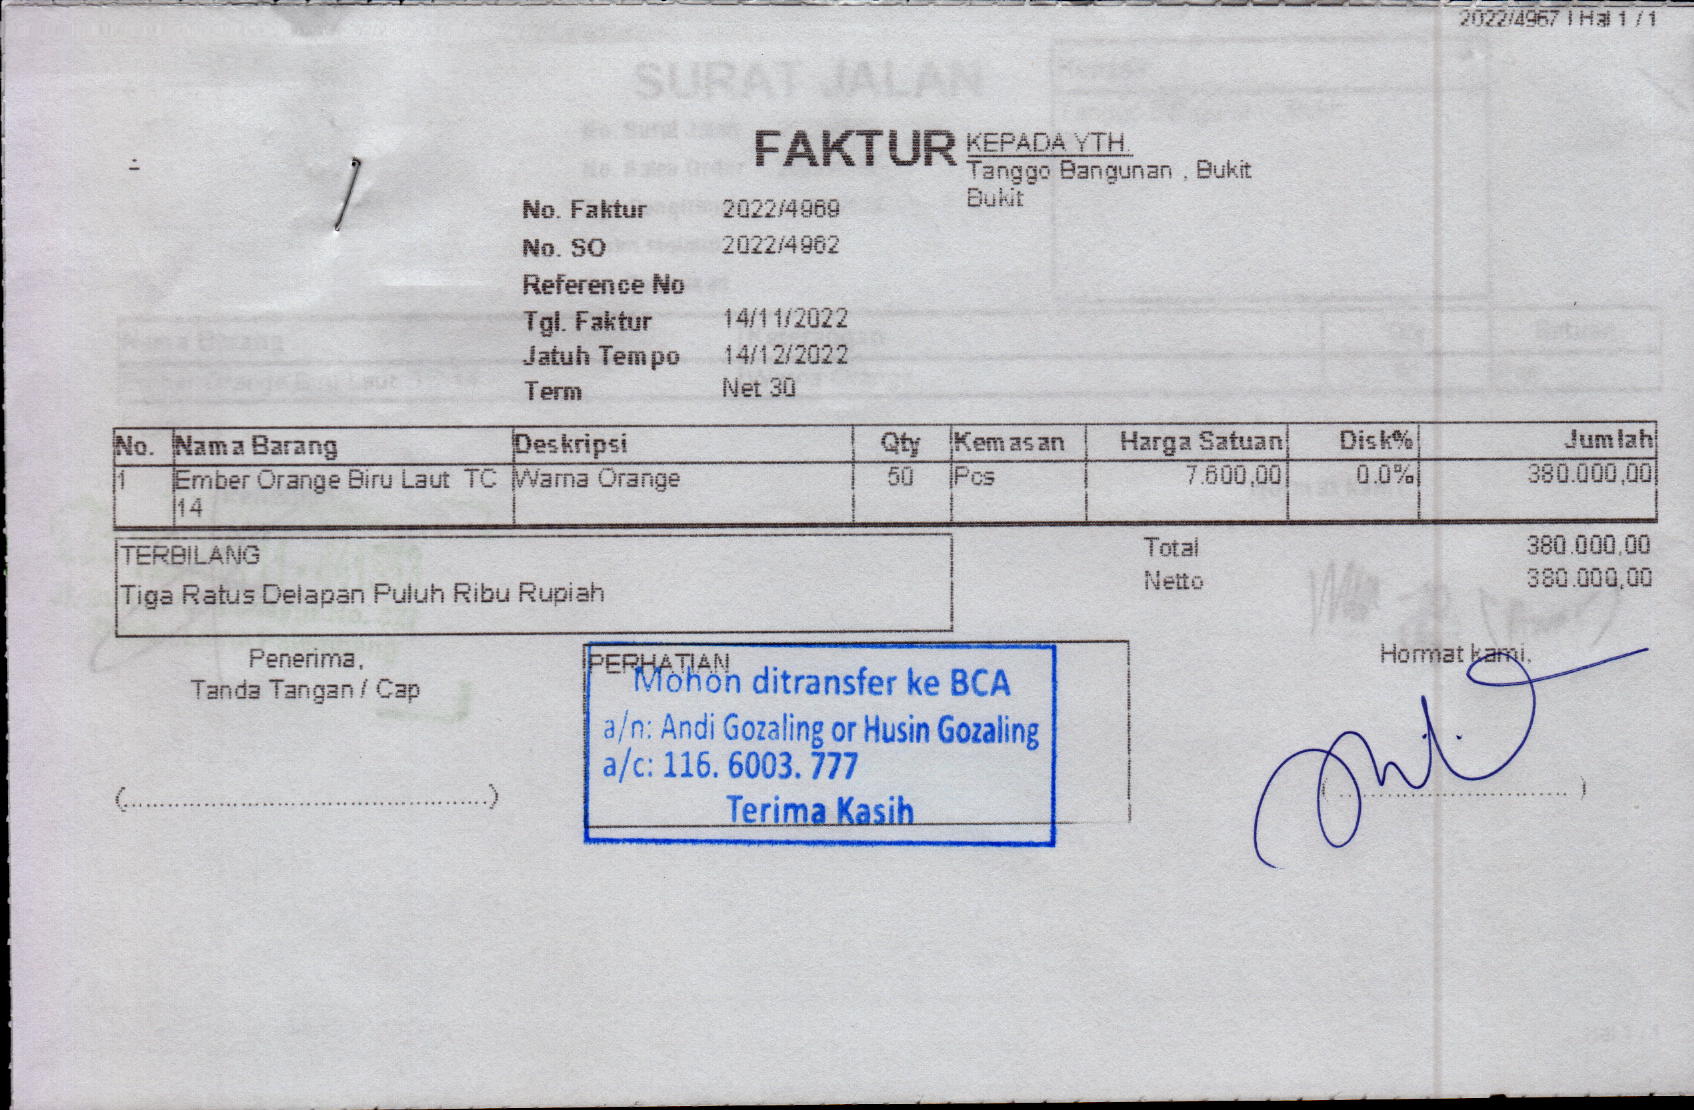 2022/4967 | Hal 1 / 1
SURAT JALAN
FAKTUR
KEPADA YTH.
Tanggo Bangunan , Bukit
Bukit
-
No. Faktur 2022/4969
No. SO 2022/4962
Reference No
Tgl. Faktur 14/11/2022
Jatuh Tempo 14/12/2022
Term Net 30
No. Nama Barang Deskripsi Qty Kemasan Harga Satuan Disk% Jumlah
1 Ember Orange Biru Laut TC Warna Orange 50 Pcs 7.600,00 0.0% 380.000,00
14
TERBILANG
Tiga Ratus Delapan Puluh Ribu Rupiah
Total 380.000,00
Netto 380.000,00
Penerima,
Tanda Tangan / Cap
(................................................)
PERHATIAN
Mohon ditransfer ke BCA
a/n: Andi Gozaling or Husin Gozaling
a/c: 116. 6003. 777
Terima Kasih
Hormat kami,
(................................)